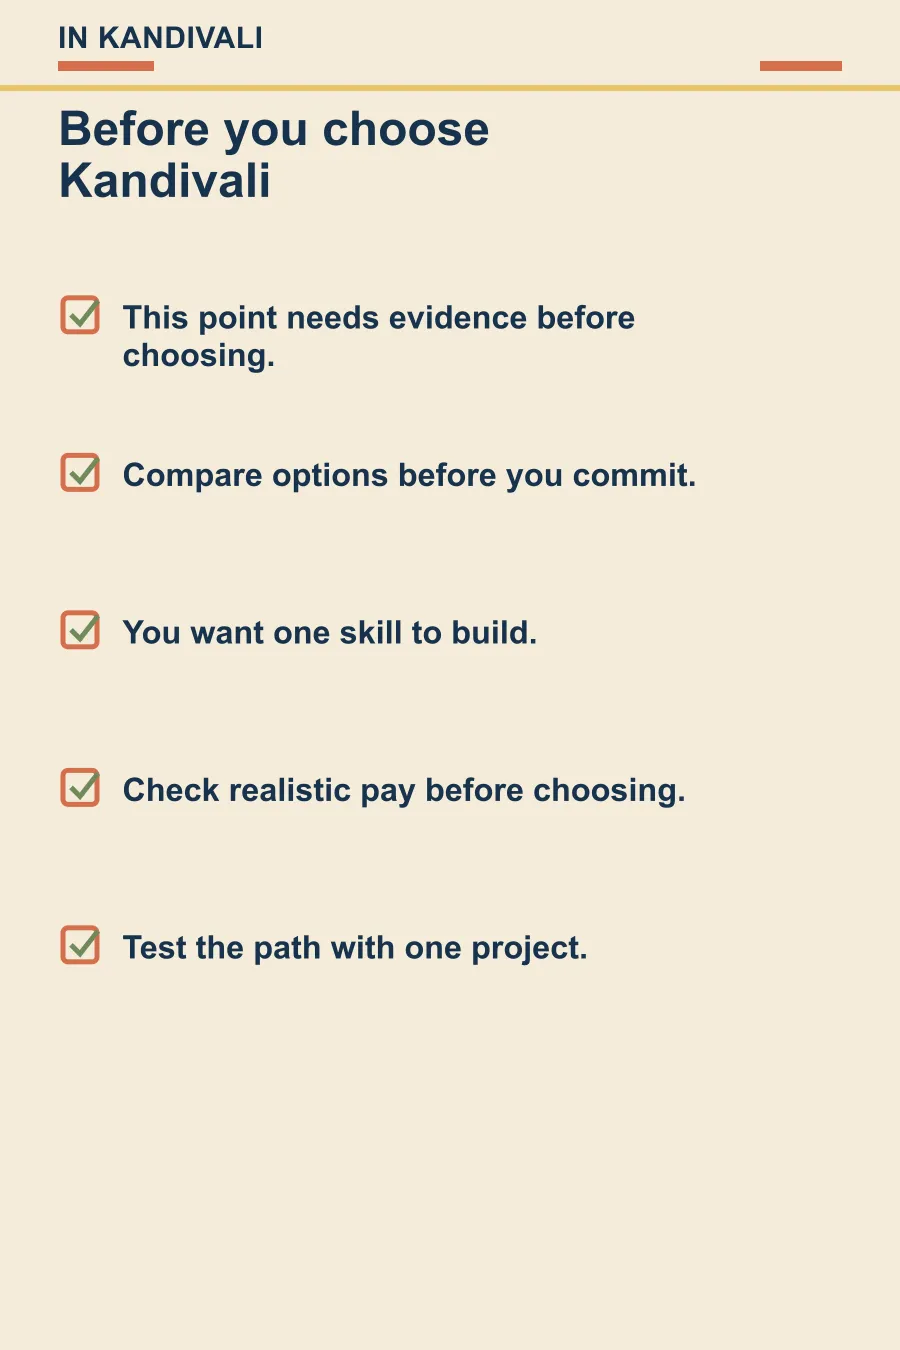 IN KANDIVALI
Before you choose
Kandivali
This point needs evidence before
choosing.
Compare options before you commit.
You want one skill to build.
Check realistic pay before choosing.
Test the path with one project.